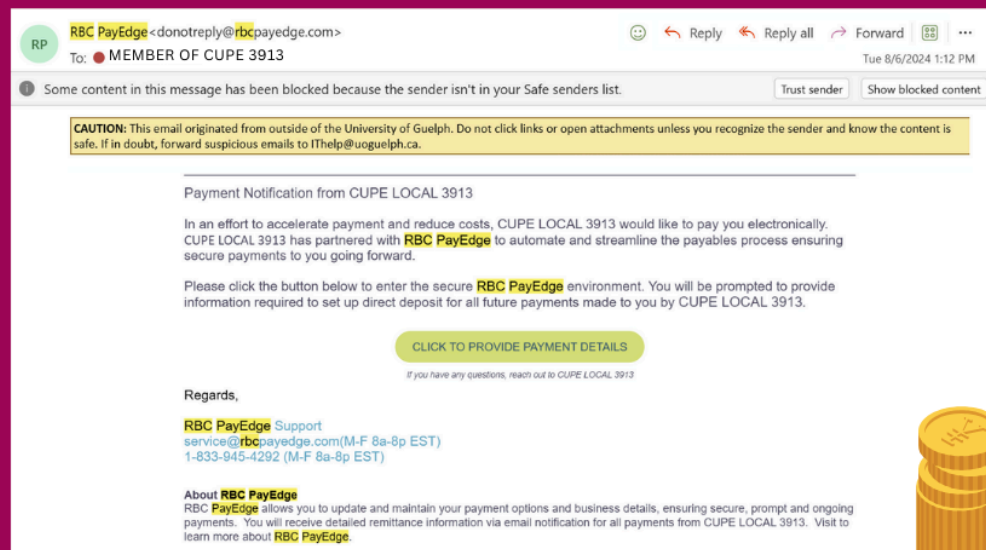 RP
RBC PayEdge<donotreply@rbcpayedge.com>
Reply
Reply all
Forward
To: MEMBER OF CUPE 3913
Tue 8/6/2024 1:12 PM
Some content in this message has been blocked because the sender isn't in your Safe senders list.
Trust sender
Show blocked content
CAUTION: This email originated from outside of the University of Guelph. Do not click links or open attachments unless you recognize the sender and know the content is
safe. If in doubt, forward suspicious emails to IThelp@uoguelph.ca.
Payment Notification from CUPE LOCAL 3913
In an effort to accelerate payment and reduce costs, CUPE LOCAL 3913 would like to pay you electronically.
CUPE LOCAL 3913 has partnered with RBC PayEdge to automate and streamline the payables process ensuring
secure payments to you going forward.
Please click the button below to enter the secure RBC PayEdge environment. You will be prompted to provide
information required to set up direct deposit for all future payments made to you by CUPE LOCAL 3913.
CLICK TO PROVIDE PAYMENT DETAILS
If you have any questions, reach out to CUPE LOCAL 3913
Regards,
RBC PayEdge Support
service@rbcpayedge.com(M-F 8a-8p EST)
1-833-945-4292 (M-F 8a-8p EST)
About RBC PayEdge
RBC PayEdge allows you to update and maintain your payment options and business details, ensuring secure, prompt and ongoing
payments. You will receive detailed remittance information via email notification for all payments from CUPE LOCAL 3913. Visit to
learn more about RBC PayEdge.